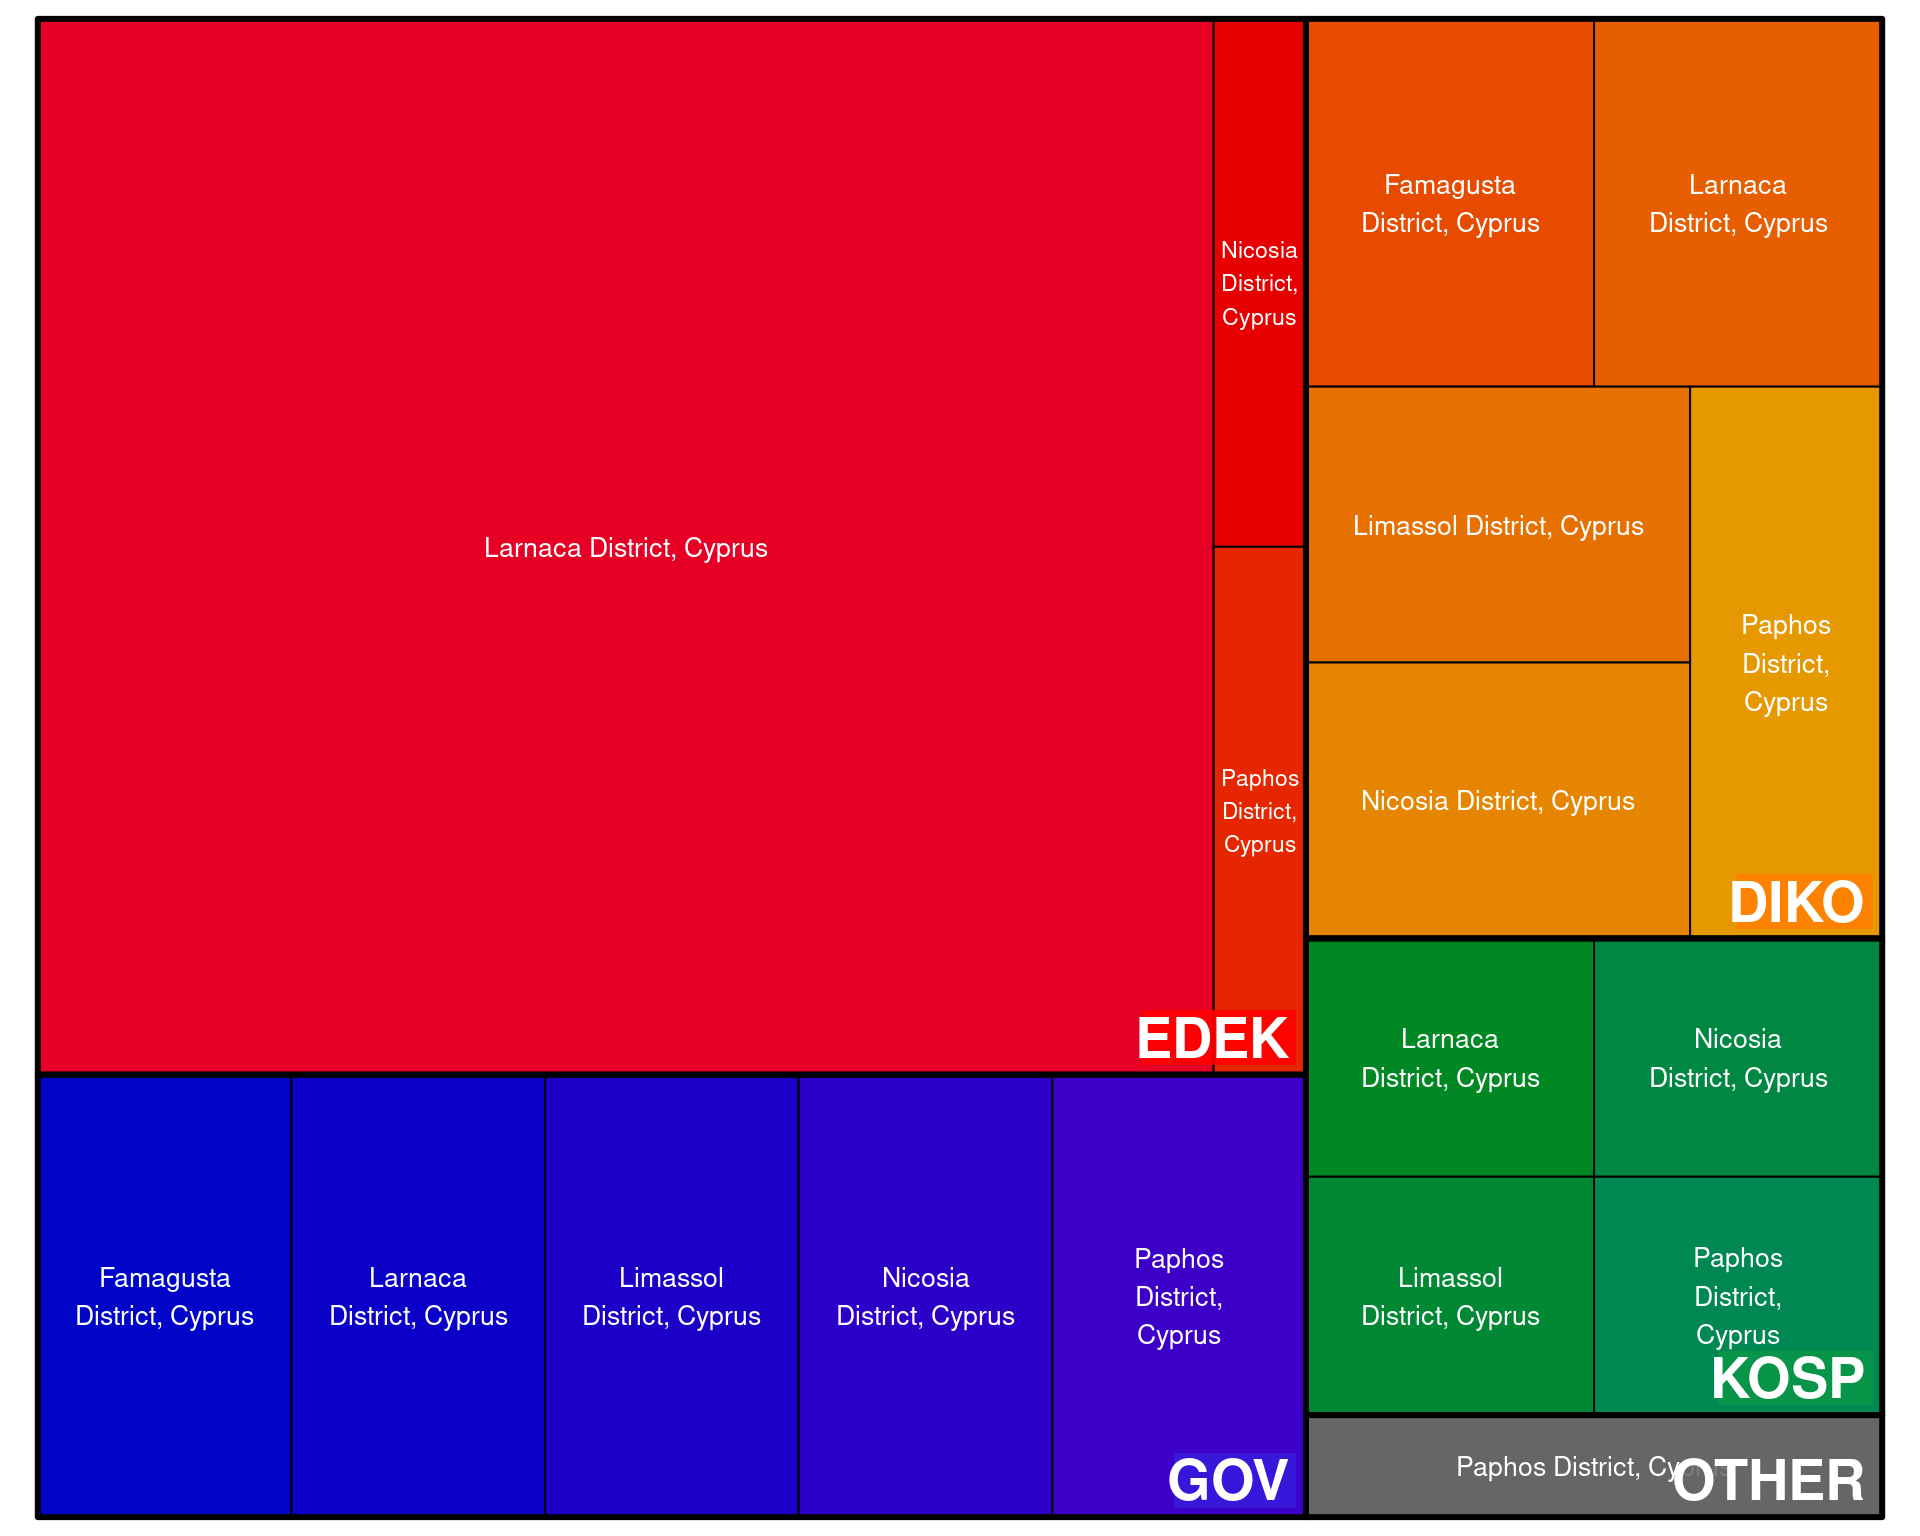 Larnaca District, Cyprus
Nicosia
District,
Cyprus
Paphos
District,
Cyprus
EDEK
Famagusta
District, Cyprus
Larnaca
District, Cyprus
Limassol District, Cyprus
Nicosia District, Cyprus
Paphos
District,
Cyprus
DIKO
Famagusta
District, Cyprus
Larnaca
District, Cyprus
Limassol
District, Cyprus
Nicosia
District, Cyprus
Paphos
District,
Cyprus
GOV
Larnaca
District, Cyprus
Nicosia
District, Cyprus
Limassol
District, Cyprus
Paphos
District,
Cyprus
KOSP
Paphos District, Cyprus
OTHER